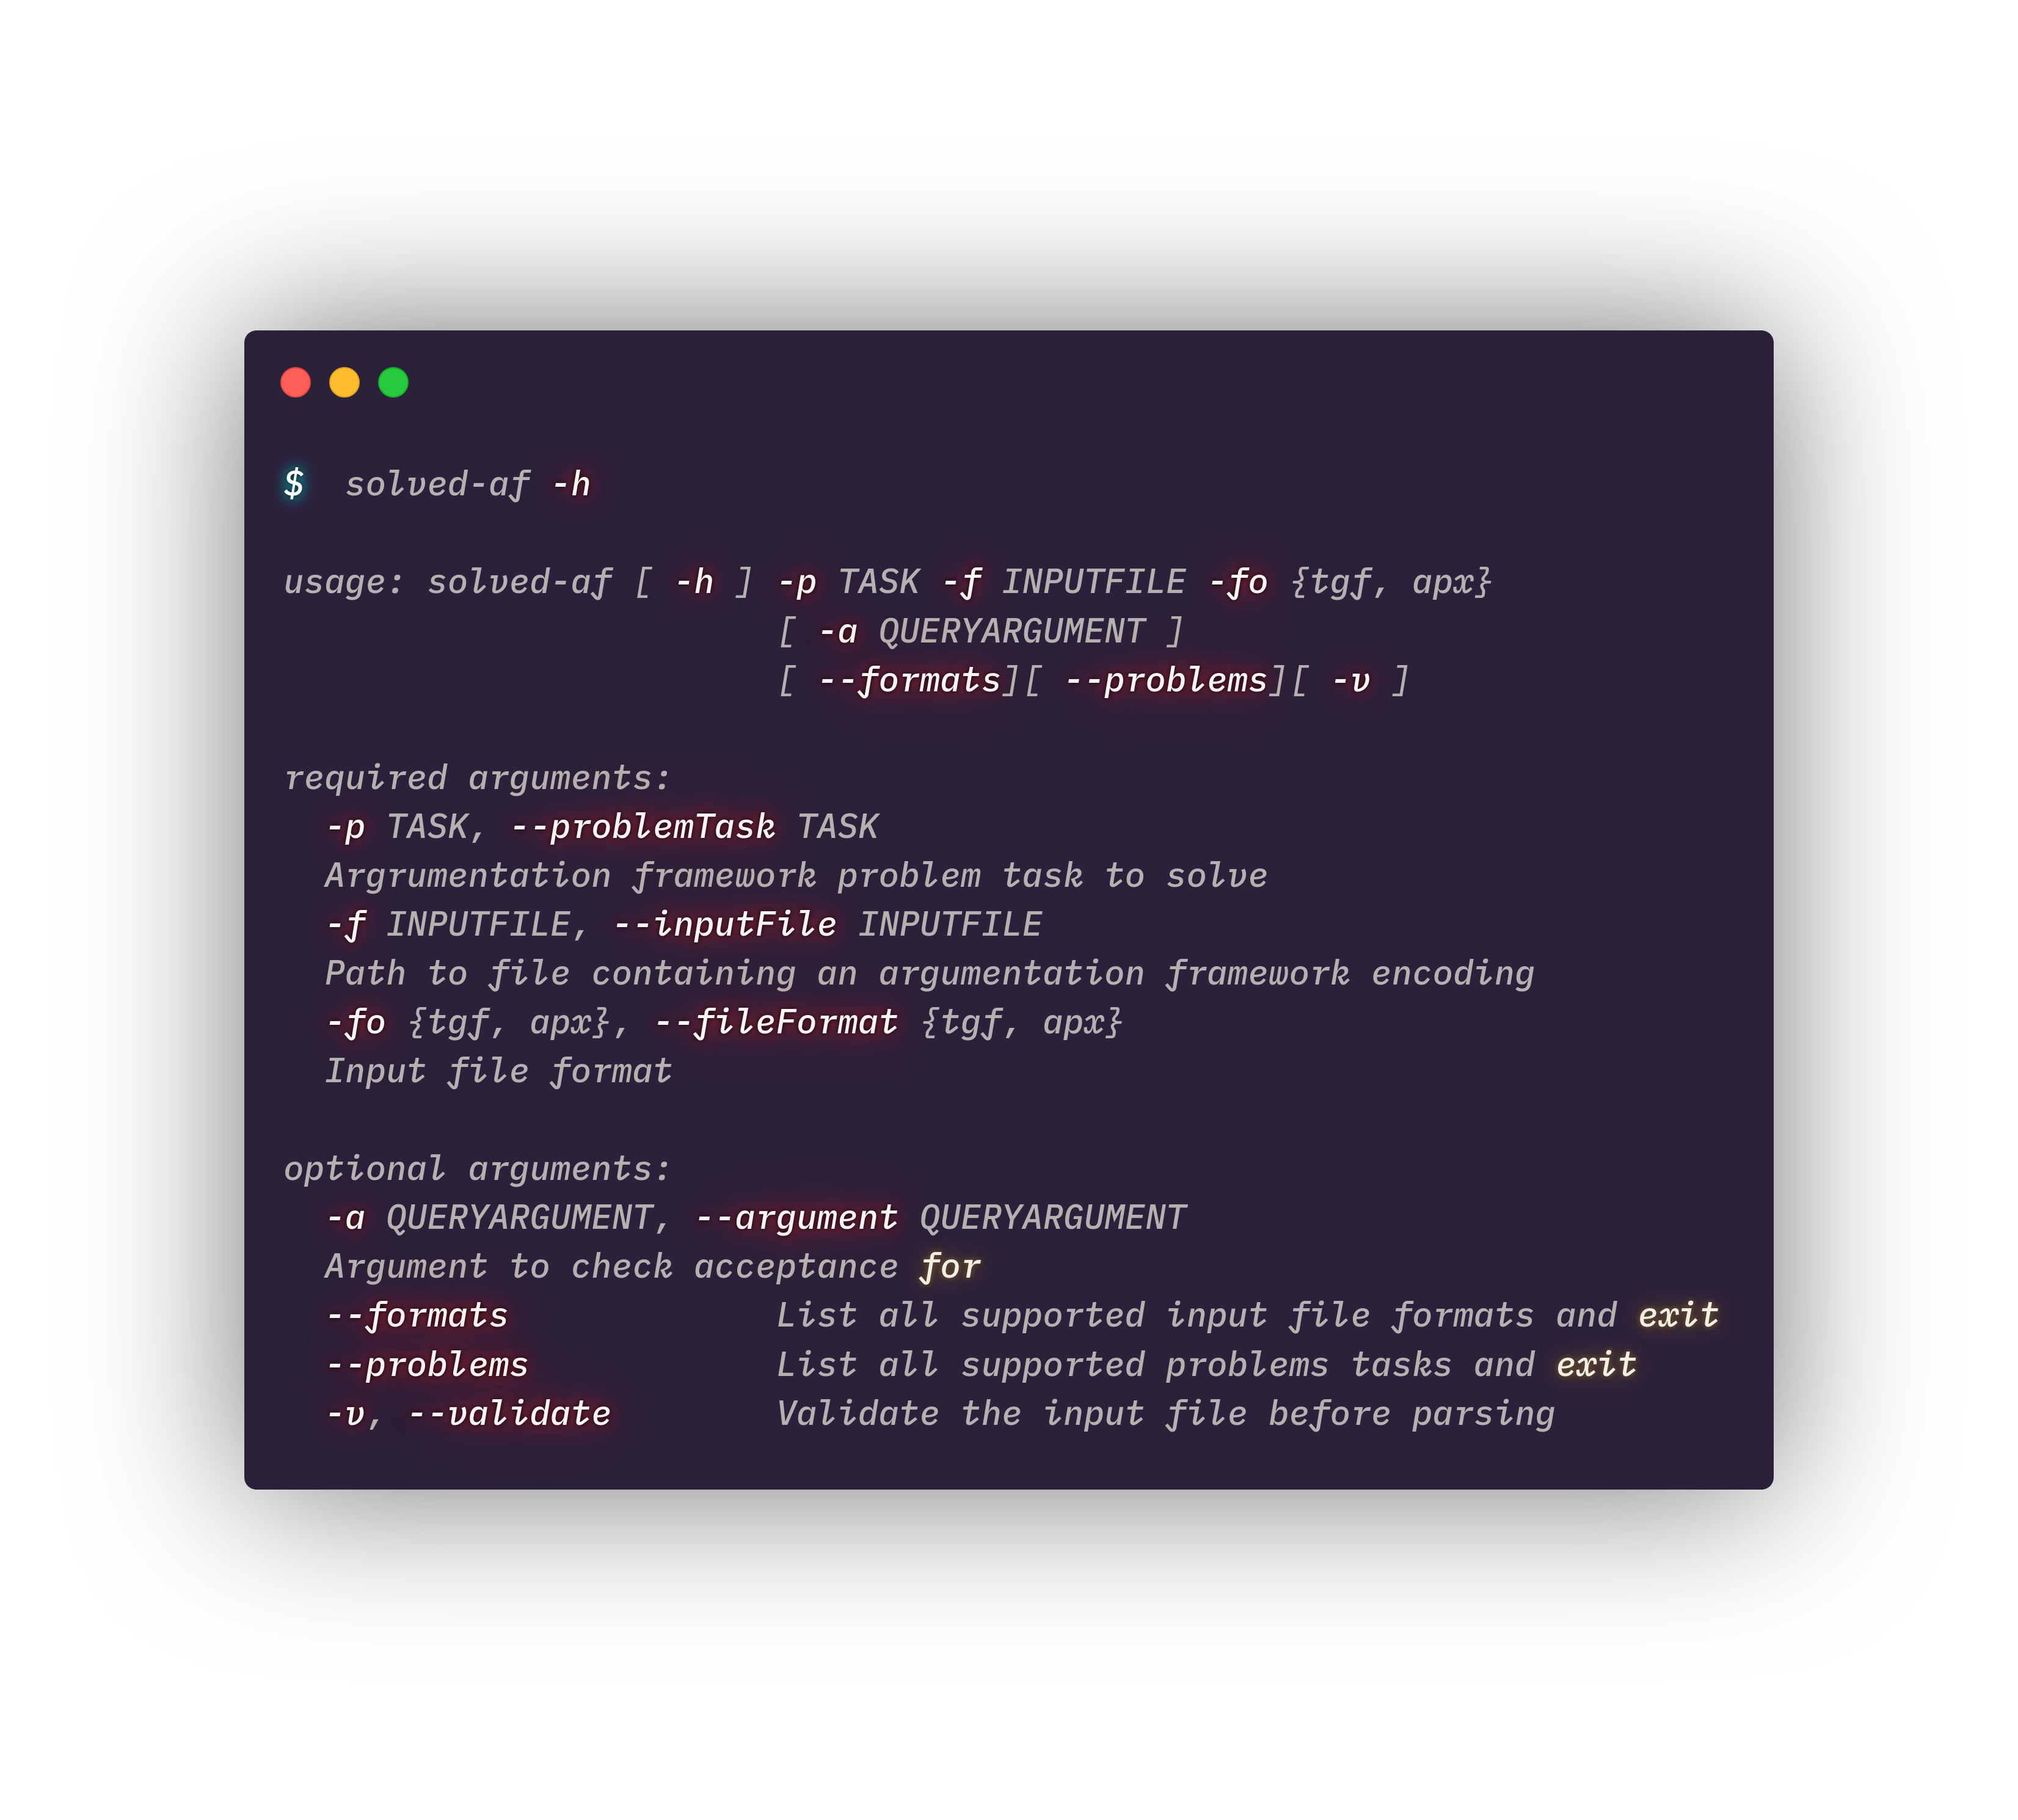 $  solved-af -h
usage: solved-af [ -h ] -p TASK -f INPUTFILE -fo {tgf, apx}
[ -a QUERYARGUMENT ]
[ --formats][ --problems][ -v ]
required arguments:
-p TASK, --problemTask TASK
Argrumentation framework problem task to solve
-f INPUTFILE, --inputFile INPUTFILE
Path to file containing an argumentation framework encoding
-fo {tgf, apx}, --fileFormat {tgf, apx}
Input file format
optional arguments:
-a QUERYARGUMENT, --argument QUERYARGUMENT
Argument to check acceptance for
--formats             List all supported input file formats and exit
--problems            List all supported problems tasks and exit
-v, --validate        Validate the input file before parsing